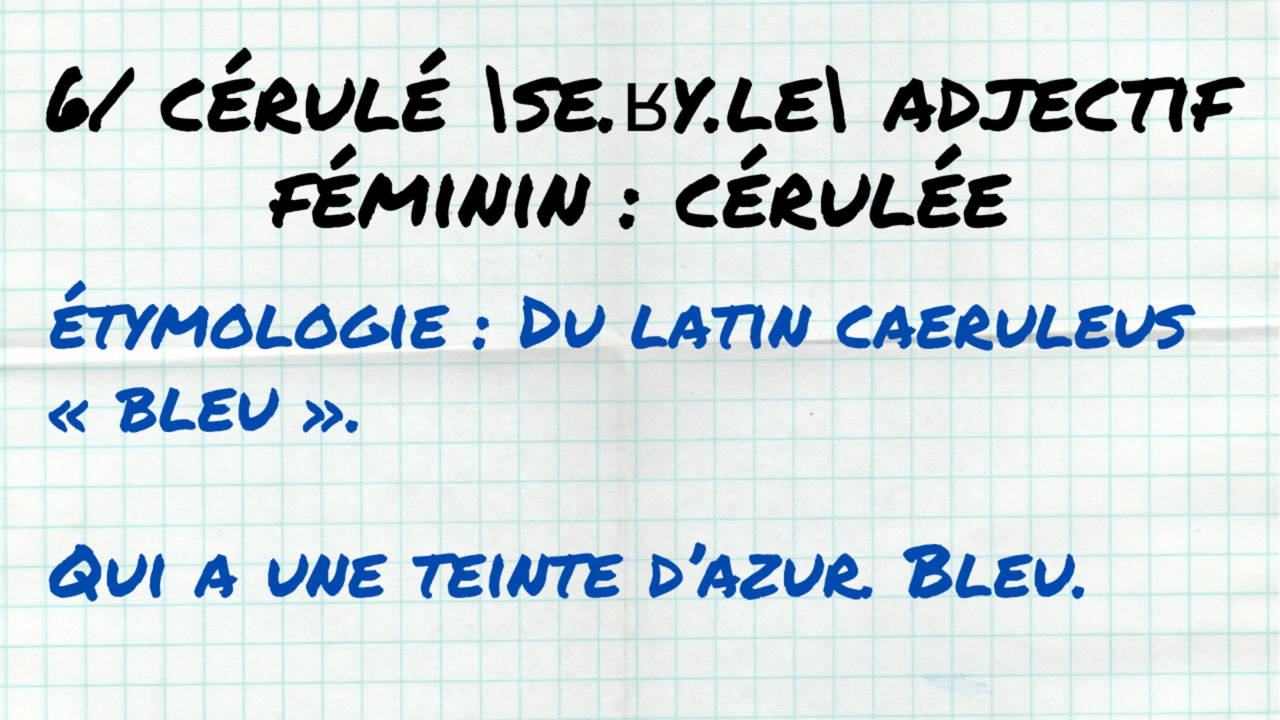 6/ CÉRULÉ \SE.ʁY.LE\ ADJECTIF
FÉMININ : CÉRULÉE
ÉTYMOLOGIE : DU LATIN CAERULEUS
« BLEU ».
QUI A UNE TEINTE D'AZUR. BLEU.